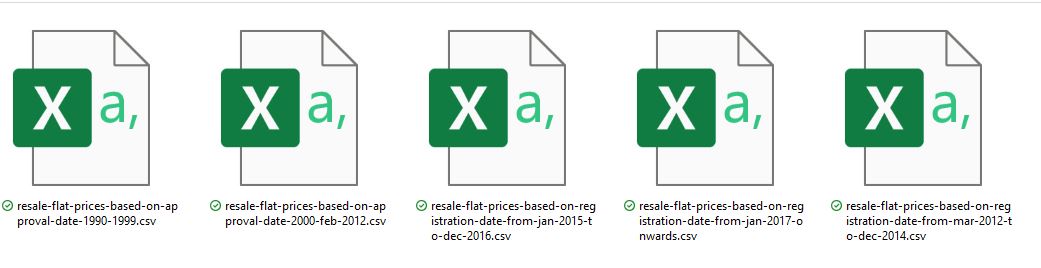 X a,
X a,
X a,
X a,
X a,
resale-flat-prices-based-on-ap
proval-date-1990-1999.csv
resale-flat-prices-based-on-ap
proval-date-2000-feb-2012.csv
resale-flat-prices-based-on-reg
istration-date-from-jan-2015-t
o-dec-2016.csv
resale-flat-prices-based-on-reg
istration-date-from-jan-2017-o
nwards.csv
resale-flat-prices-based-on-reg
istration-date-from-mar-2012-t
o-dec-2014.csv